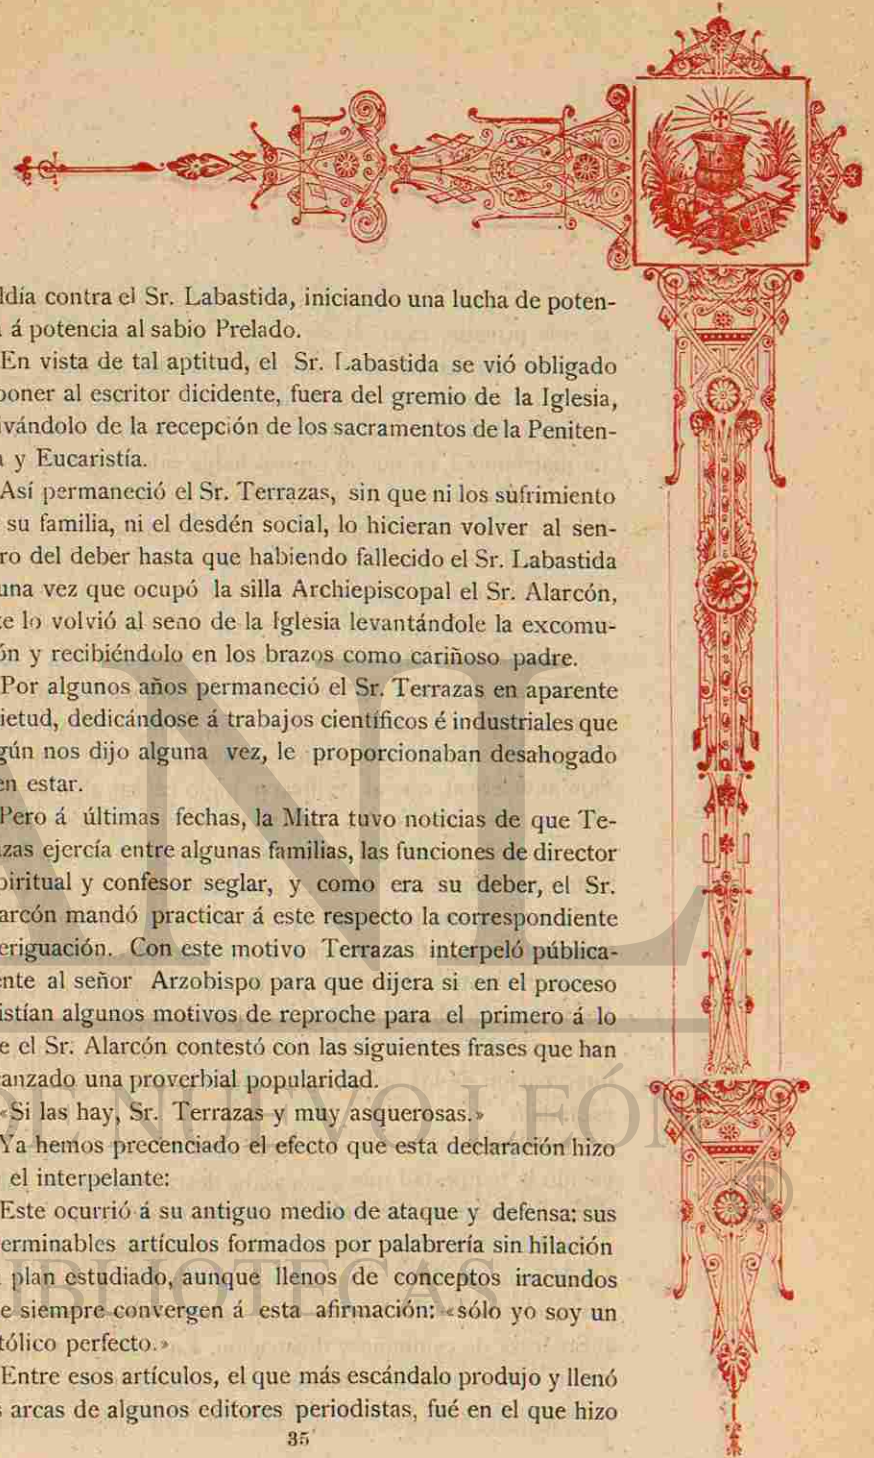 ldía contra el Sr. Labastida, iniciando una lucha de poten-
á potencia al sabio Prelado.
En vista de tal aptitud, el Sr. Labastida se vió obligado
poner al escritor dicidente, fuera del gremio de la Iglesia,
ivándolo de la recepción de los sacramentos de la Peniten-
a y Eucaristía.
Así permaneció el Sr. Terrazas, sin que ni los sufrimiento
su familia, ni el desdén social, lo hicieran volver al sen-
ro del deber hasta que habiendo fallecido el Sr. Labastida
una vez que ocupó la silla Archiepiscopal el Sr. Alarcón,
te lo volvió al seno de la Iglesia levantándole la excomu-
ón y recibiéndolo en los brazos como cariñoso padre.
Por algunos años permaneció el Sr. Terrazas en aparente
ietud, dedicándose á trabajos científicos é industriales que
gún nos dijo alguna vez, le proporcionaban desahogado
en estar.
Pero á últimas fechas, la Mitra tuvo noticias de que Te-
azas ejercía entre algunas familias, las funciones de director
piritual y confesor seglar, y como era su deber, el Sr.
arcón mandó practicar á este respecto la correspondiente
eriguación. Con este motivo Terrazas interpeló pública-
ente al señor Arzobispo para que dijera si en el proceso
istían algunos motivos de reproche para el primero á lo
e el Sr. Alarcón contestó con las siguientes frases que han
anzado una proverbial popularidad.
«Si las hay, Sr. Terrazas y muy asquerosas.»
Ya hemos precenciado el efecto que esta declaración hizo
el interpelante:
Este ocurrió á su antiguo medio de ataque y defensa: sus
erminables artículos formados por palabrería sin hilación
plan estudiado, aunque llenos de conceptos iracundos
e siempre convergen á esta afirmación: «sólo yo soy un
tólico perfecto.»
Entre esos artículos, el que más escándalo produjo y llenó
s arcas de algunos editores periodistas, fué en el que hizo
35
ANL
DE NUEVO LEÓN
®
BIBLIOTECAS